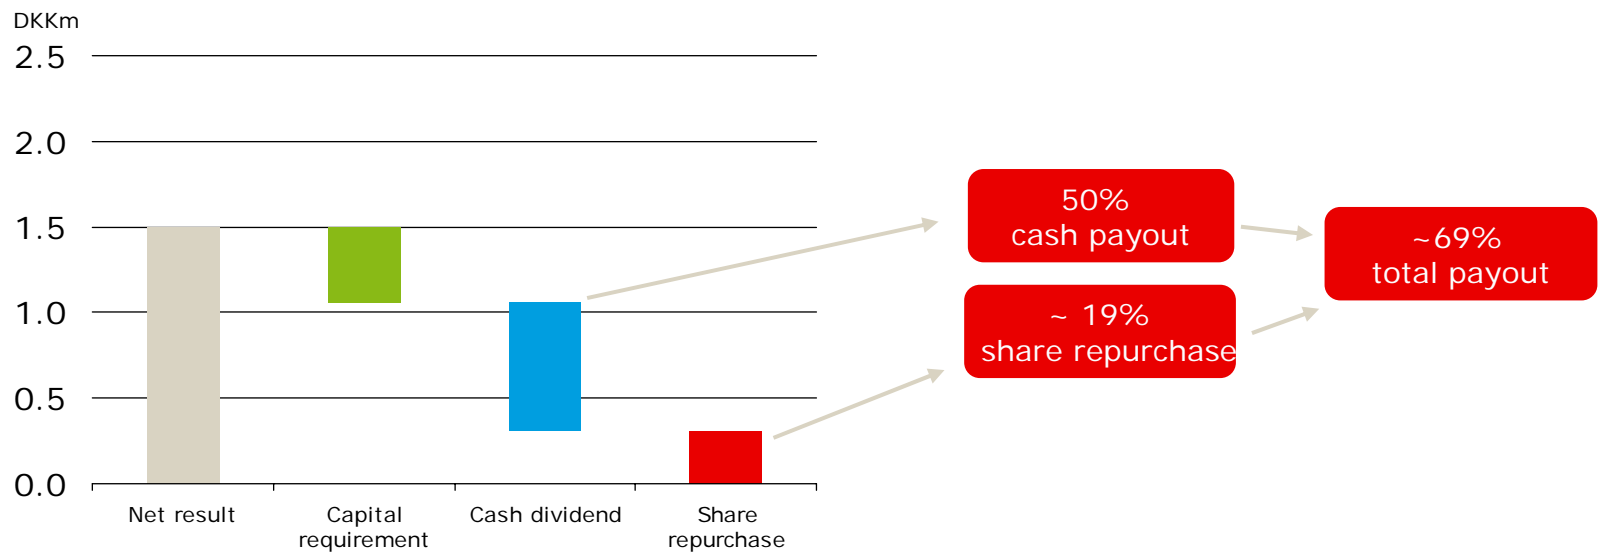 DKKm
2.5
2.0
1.5
1.0
0.5
0.0
Net result
Capital
requirement
Cash dividend
Share
repurchase
50%
cash payout
~ 19%
share repurchase
~69%
total payout